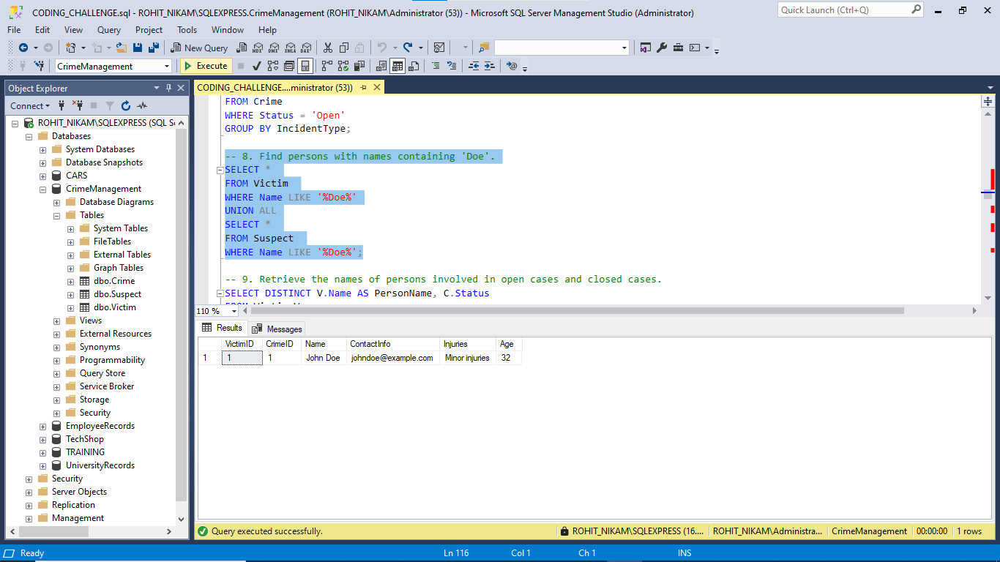 CODING_CHALLENGE.sql - ROHIT_NIKAM\SQLEXPRESS.CrimeManagement (ROHIT_NIKAM\Administrator (53)) - Microsoft SQL Server Management Studio (Administrator)
Quick Launch (Ctrl+Q)
File Edit View Query Project Tools Window Help
New Query MDX DMX XMLA DAX
CrimeManagement Execute
Object Explorer
Connect
ROHIT_NIKAM\SQLEXPRESS (SQL Se
Databases
System Databases
Database Snapshots
CARS
CrimeManagement
Database Diagrams
Tables
System Tables
FileTables
External Tables
Graph Tables
dbo.Crime
dbo.Suspect
dbo.Victim
Views
External Resources
Synonyms
Programmability
Query Store
Service Broker
Storage
Security
EmployeeRecords
TechShop
TRAINING
UniversityRecords
Security
Server Objects
Replication
Management
CODING_CHALLENGE....ministrator (53))
FROM Crime
WHERE Status = 'Open'
GROUP BY IncidentType;
-- 8. Find persons with names containing 'Doe'.
SELECT *
FROM Victim
WHERE Name LIKE '%Doe%'
UNION ALL
SELECT *
FROM Suspect
WHERE Name LIKE '%Doe%';
-- 9. Retrieve the names of persons involved in open cases and closed cases.
SELECT DISTINCT V.Name AS PersonName, C.Status
110 %
Results Messages
VictimID CrimeID Name ContactInfo Injuries Age
1 1 1 John Doe johndoe@example.com Minor injuries 32
Query executed successfully. ROHIT_NIKAM\SQLEXPRESS (16.... ROHIT_NIKAM\Administra... CrimeManagement 00:00:00 1 rows
Ready Ln 116 Col 1 Ch 1 INS